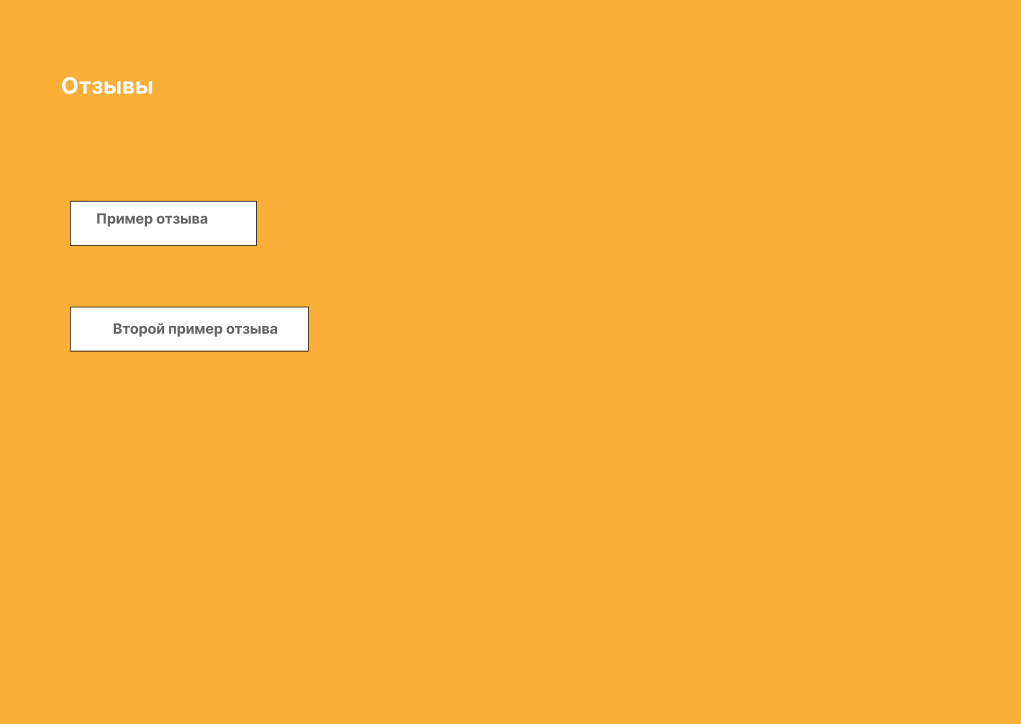 Отзывы
Пример отзыва
Второй пример отзыва